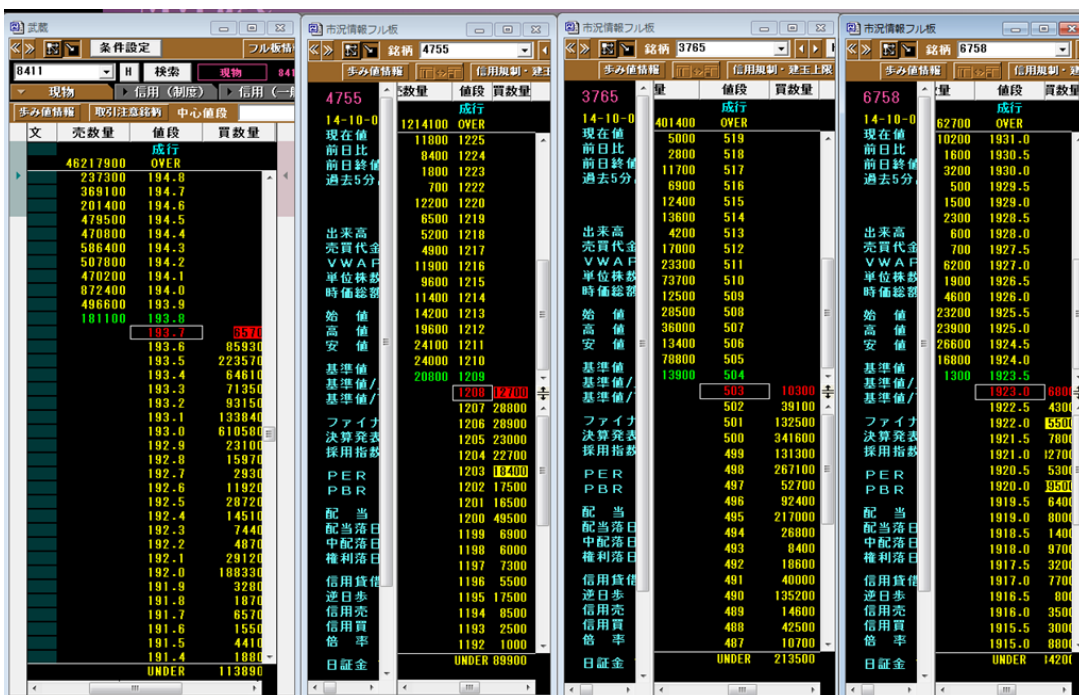 武蔵
条件設定 フル板情
8411 H 検索 現物 841
現物 信用（制度） 信用（一般
歩み値情報 取引注意銘柄 中心値段
文 売数量 値段 買数量
成行
46217900 OVER
237300 194.8
369100 194.7
201400 194.6
479500 194.5
470800 194.4
586400 194.3
507800 194.2
470200 194.1
872400 194.0
496600 193.9
181100 193.8
193.7 6570
193.6 85930
193.5 223570
193.4 64610
193.3 71350
193.2 93150
193.1 133840
193.0 610580
192.9 23100
192.8 15970
192.7 2930
192.6 11920
192.5 28720
192.4 14510
192.3 7440
192.2 4870
192.1 29120
192.0 188330
191.9 3280
191.8 1870
191.7 6570
191.6 1550
191.5 4410
191.4 1880
UNDER 113890
市況情報フル板
銘柄 4755
歩み値情報 信用規制・建玉
4755
14-10-0
現在値
前日比
前日終値
過去5分
出来高
売買代金
VWAP
単位株数
時価総額
始 値
高 値
安 値
基準値
基準値/
基準値/
ファイナ
決算発表
採用指数
PER
PBR
配 当
配当落日
中配落日
権利落日
信用貸借
逆日歩
信用売
信用買
倍 率
日証金
売数量 値段 買数量
成行
1214100 OVER
11800 1225
8400 1224
1800 1223
700 1222
12200 1220
6500 1219
5200 1218
4900 1217
11900 1216
9600 1215
11400 1214
14200 1213
19600 1212
24100 1211
24000 1210
20800 1209
1208 12700
1207 28800
1206 28900
1205 23000
1204 22700
1203 18400
1202 17500
1201 16500
1200 49500
1199 6900
1198 6000
1197 7300
1196 5500
1195 17500
1194 8500
1193 2500
1192 1000
UNDER 89900
市況情報フル板
銘柄 3765
歩み値情報 信用規制・建玉上限
3765
14-10-0
現在値
前日比
前日終値
過去5分
出来高
売買代金
VWAP
単位株数
時価総額
始 値
高 値
安 値
基準値
基準値/
基準値/
ファイナ
決算発表
採用指数
PER
PBR
配 当
配当落日
中配落日
権利落日
信用貸借
逆日歩
信用売
信用買
倍 率
日証金
量 値段 買数量
成行
401400 OVER
5000 519
2800 518
11700 517
6900 516
12400 515
13600 514
4200 513
17000 512
23300 511
73700 510
12500 509
28500 508
36000 507
13400 506
78800 505
13900 504
503 10300
502 39100
501 132500
500 341600
499 131300
498 267100
497 52700
496 92400
495 217000
494 26800
493 8400
492 18600
491 40000
490 135200
489 14600
488 42500
487 10700
UNDER 213500
市況情報フル板
銘柄 6758
歩み値情報 信用規制・建
6758
14-10-0
現在値
前日比
前日終値
過去5分
出来高
売買代金
VWAP
単位株数
時価総額
始 値
高 値
安 値
基準値
基準値/
基準値/
ファイナ
決算発表
採用指数
PER
PBR
配 当
配当落日
中配落日
権利落日
信用貸借
逆日歩
信用売
信用買
倍 率
日証金
量 値段 買数量
成行
62700 OVER
10200 1931.0
1600 1930.5
3200 1930.0
500 1929.5
1500 1929.0
2300 1928.5
600 1928.0
700 1927.5
6200 1927.0
1900 1926.5
4600 1926.0
23200 1925.5
23900 1925.0
26600 1924.5
16800 1924.0
1300 1923.5
1923.0 6800
1922.5 4300
1922.0 5500
1921.5 7800
1921.0 12700
1920.5 5300
1920.0 39500
1919.5 6400
1919.0 8000
1918.5 1400
1918.0 9700
1917.5 3200
1917.0 7700
1916.5 800
1916.0 3500
1915.5 3000
1915.0 8800
UNDER 14200